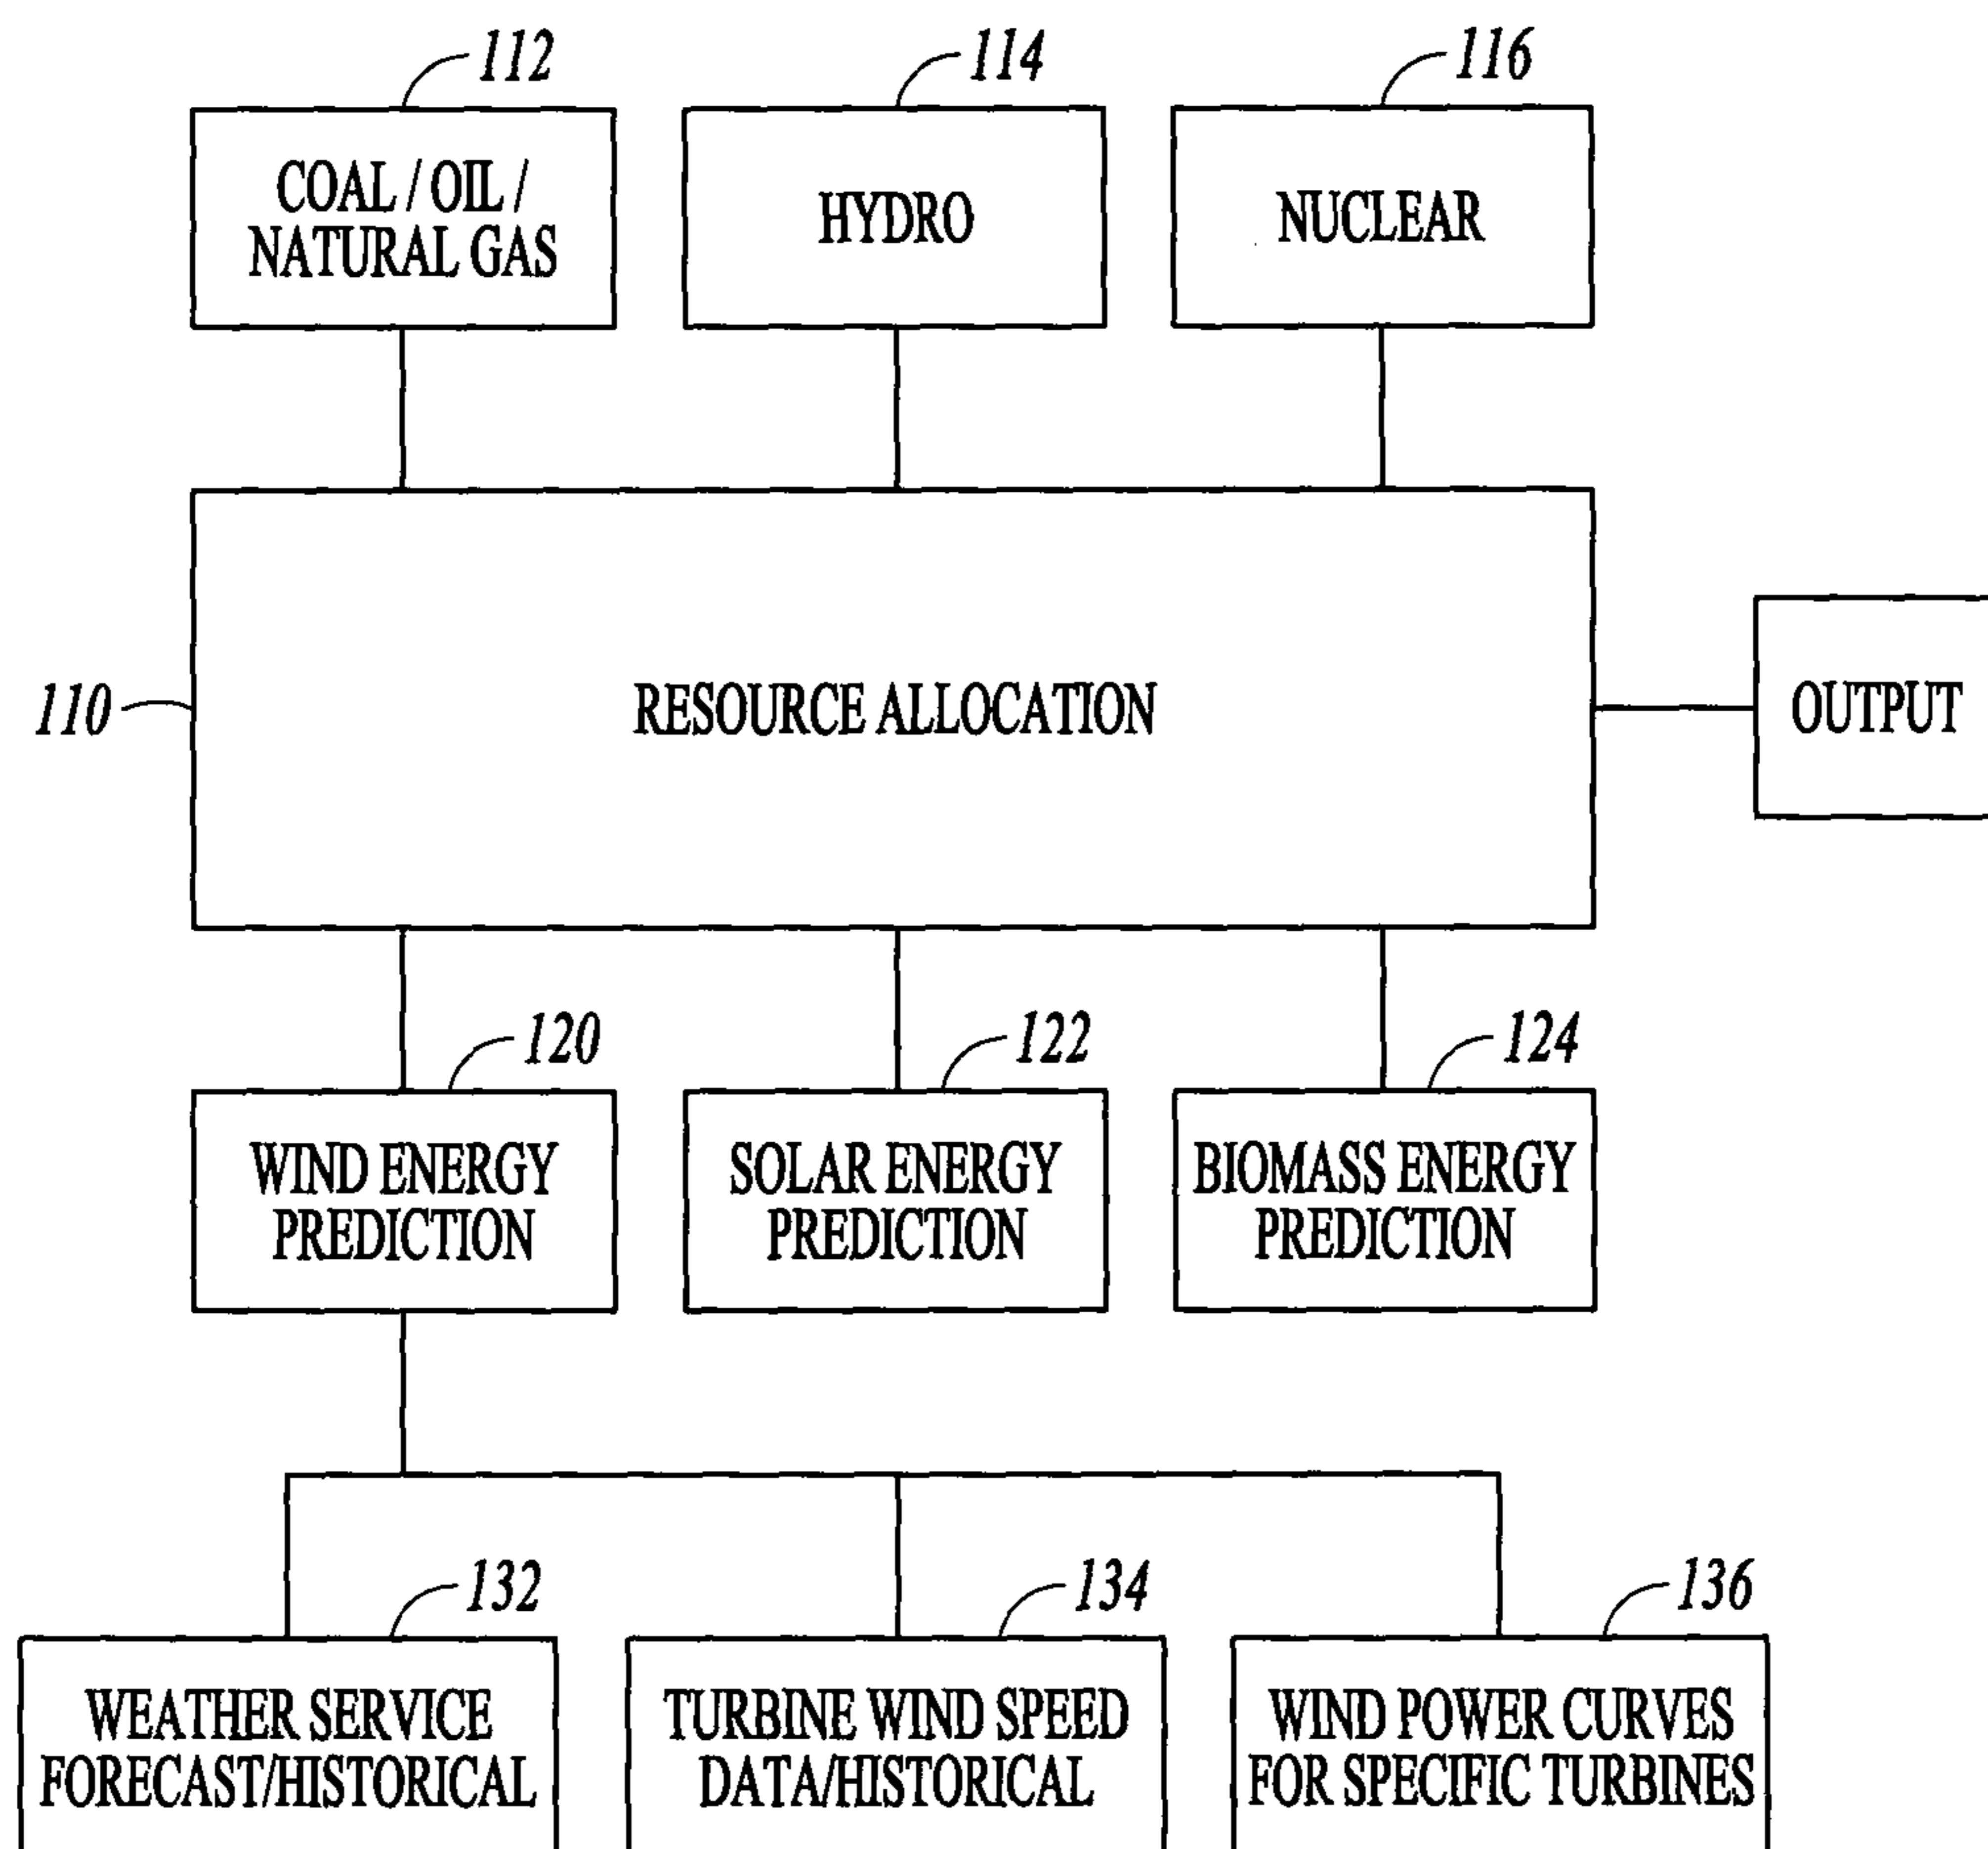 112
114
116
COAL / OIL /
NATURAL GAS
HYDRO
NUCLEAR
110
RESOURCE ALLOCATION
OUTPUT
120
122
124
WIND ENERGY
PREDICTION
SOLAR ENERGY
PREDICTION
BIOMASS ENERGY
PREDICTION
132
134
136
WEATHER SERVICE
FORECAST/HISTORICAL
TURBINE WIND SPEED
DATA/HISTORICAL
WIND POWER CURVES
FOR SPECIFIC TURBINES